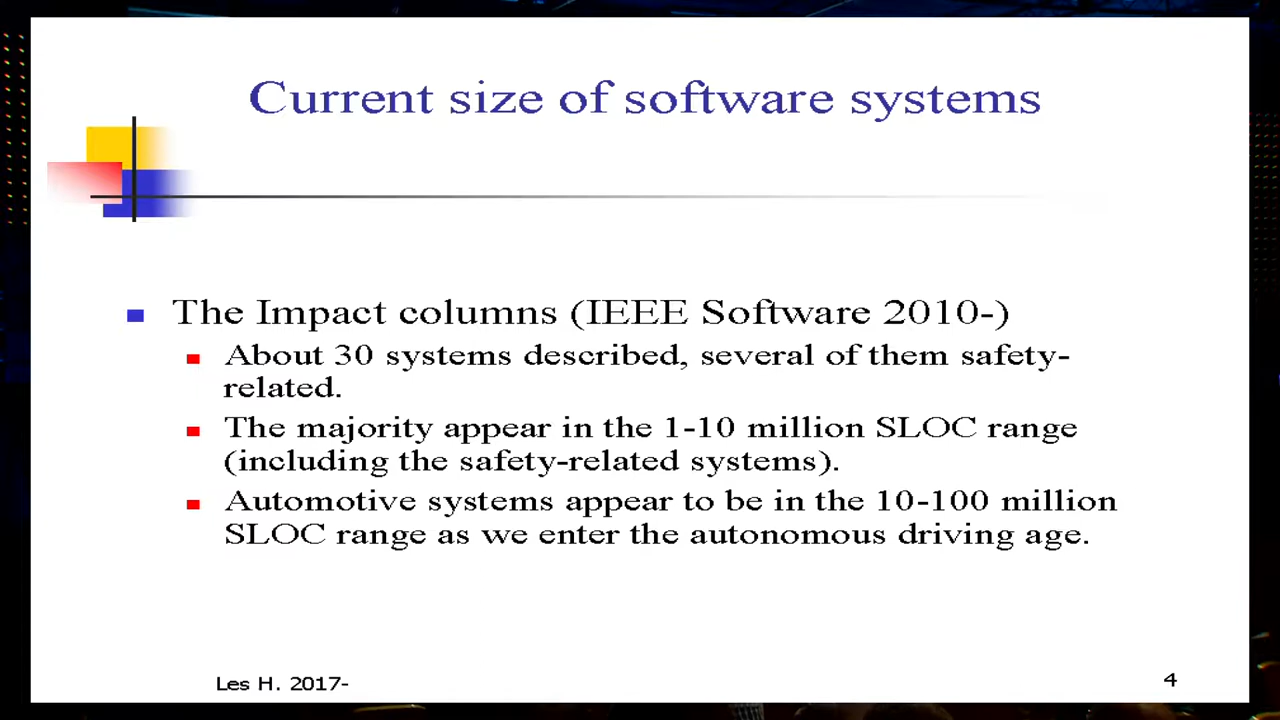 Current size of software systems
The Impact columns (IEEE Software 2010-)
About 30 systems described, several of them safety-
related.
The majority appear in the 1-10 million SLOC range
(including the safety-related systems).
Automotive systems appear to be in the 10-100 million
SLOC range as we enter the autonomous driving age.
Les H. 2017-
4